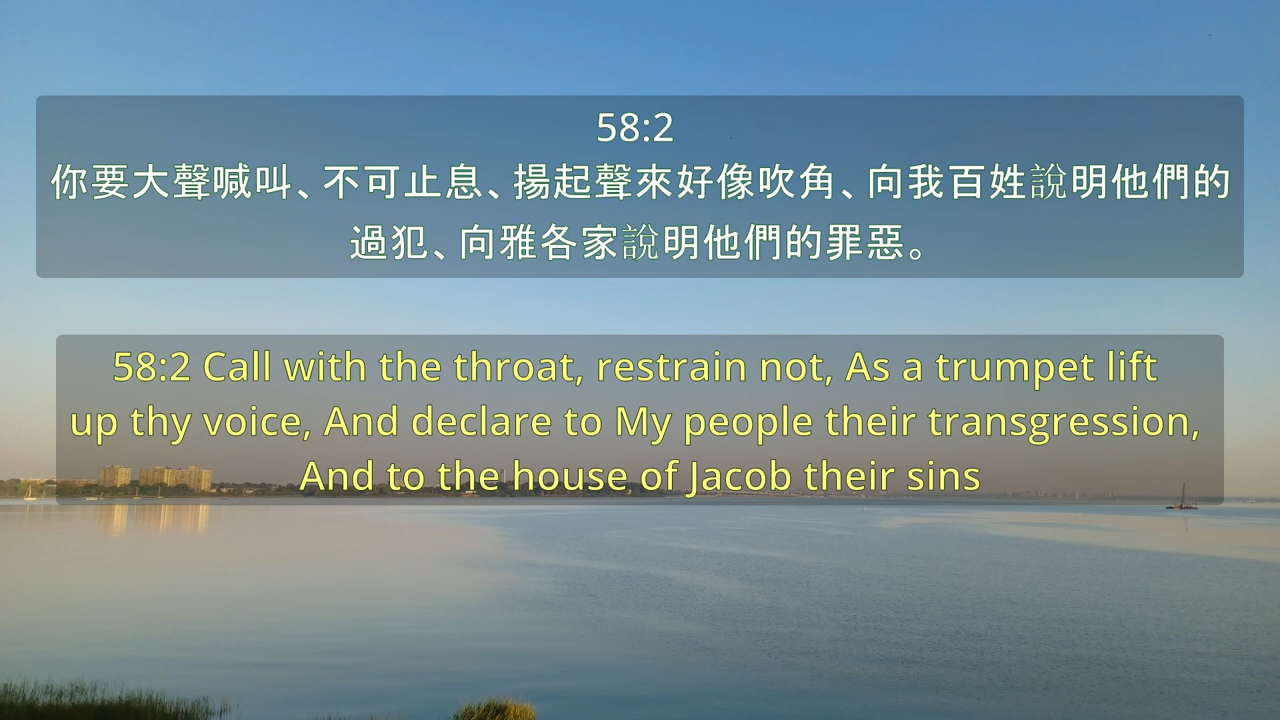 58:2
你要大聲喊叫、不可止息、揚起聲來好像吹角、向我百姓說明他們的
過犯、向雅各家說明他們的罪惡。
58:2 Call with the throat, restrain not, As a trumpet lift
up thy voice, And declare to My people their transgression,
And to the house of Jacob their sins